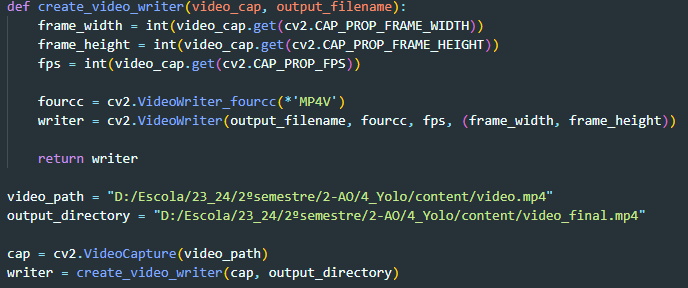 def create_video_writer(video_cap, output_filename):
    frame_width = int(video_cap.get(cv2.CAP_PROP_FRAME_WIDTH))
    frame_height = int(video_cap.get(cv2.CAP_PROP_FRAME_HEIGHT))
    fps = int(video_cap.get(cv2.CAP_PROP_FPS))
    fourcc = cv2.VideoWriter_fourcc(*'MP4V')
    writer = cv2.VideoWriter(output_filename, fourcc, fps, (frame_width, frame_height))
    return writer
video_path = "D:/Escola/23_24/2ºsemestre/2-AO/4_Yolo/content/video.mp4"
output_directory = "D:/Escola/23_24/2ºsemestre/2-AO/4_Yolo/content/video_final.mp4"
cap = cv2.VideoCapture(video_path)
writer = create_video_writer(cap, output_directory)